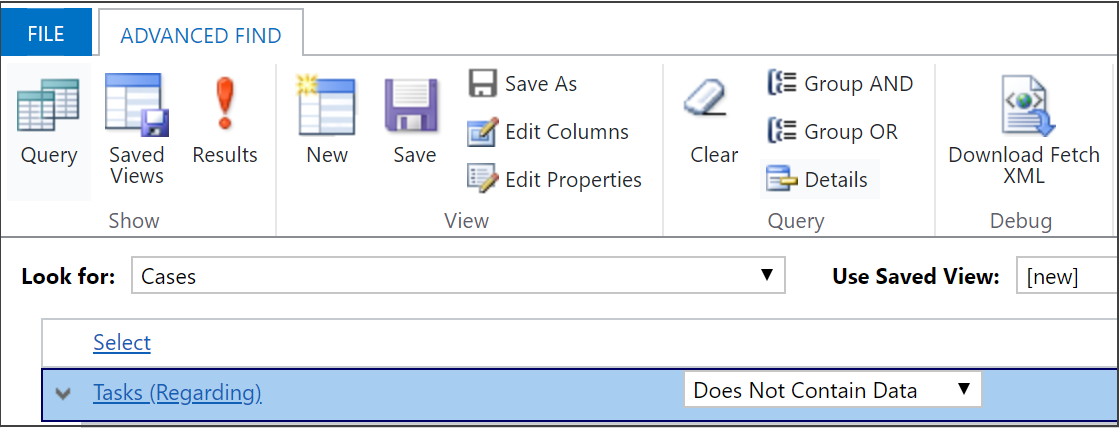 FILE
ADVANCED FIND
Query
Saved
Views
Results
New
Save
Save As
Edit Columns
Edit Properties
Clear
Group AND
Group OR
Details
Download Fetch
XML
Show
View
Query
Debug
Look for:
Cases
Use Saved View:
[new]
Select
Tasks (Regarding)
Does Not Contain Data